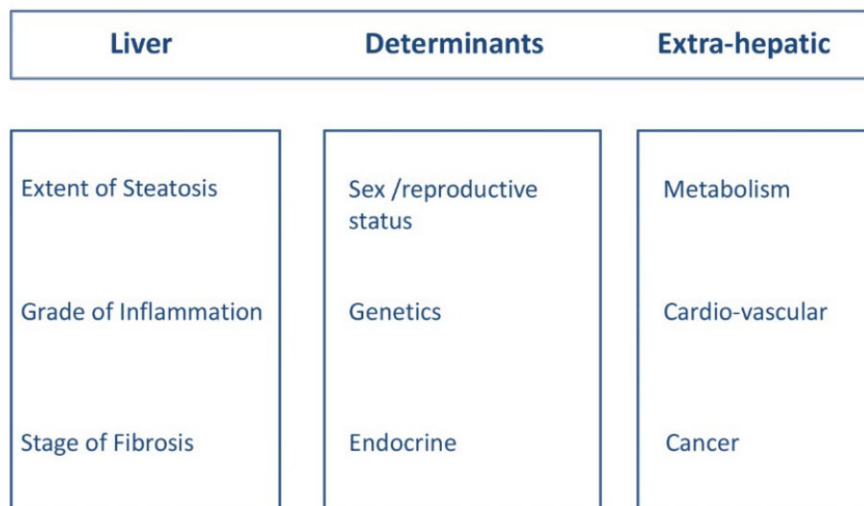 Liver Determinants Extra-hepatic
Extent of Steatosis
Grade of Inflammation
Stage of Fibrosis
Sex /reproductive
status
Genetics
Endocrine
Metabolism
Cardio-vascular
Cancer